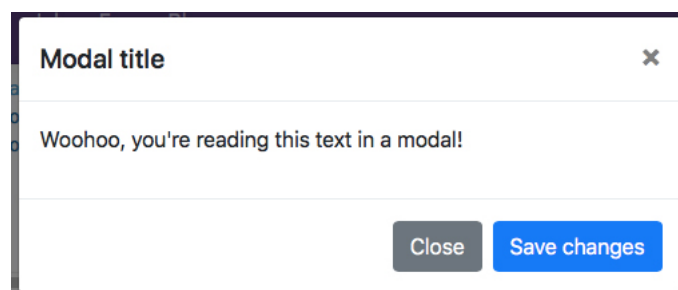 Modal title ×
Woohoo, you're reading this text in a modal!
Close Save changes